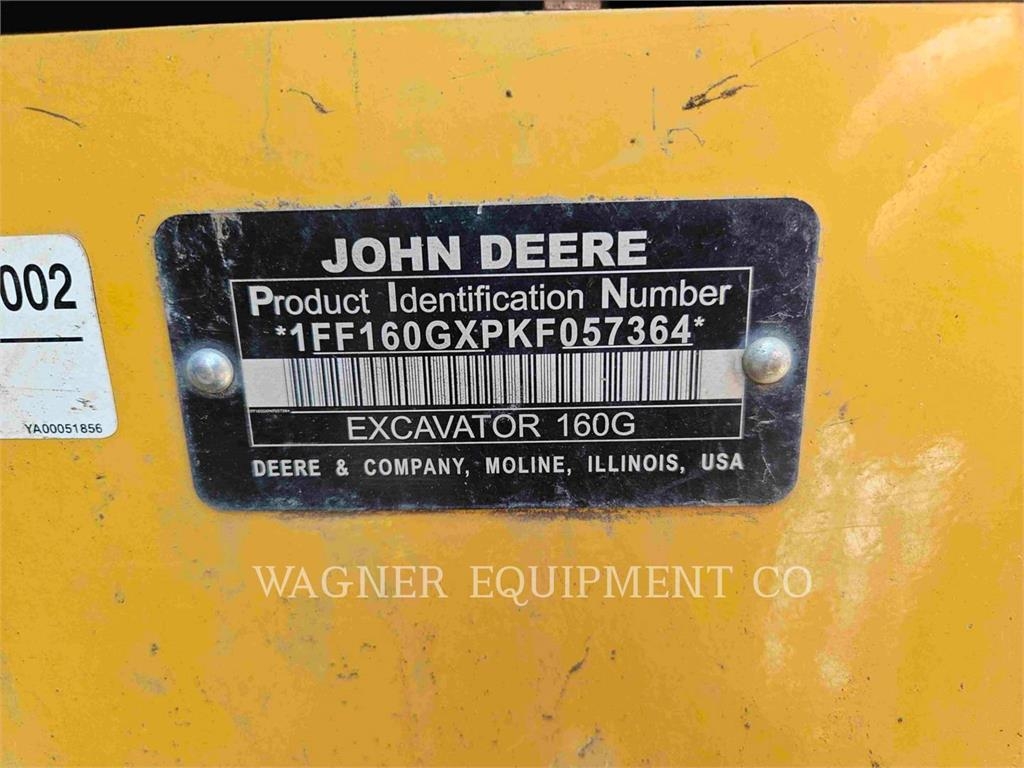 002
YA00051856
JOHN DEERE
Product Identification Number
*1FF160GXPKF057364*
EXCAVATOR 160G
DEERE & COMPANY, MOLINE, ILLINOIS, USA
WAGNER EQUIPMENT CO